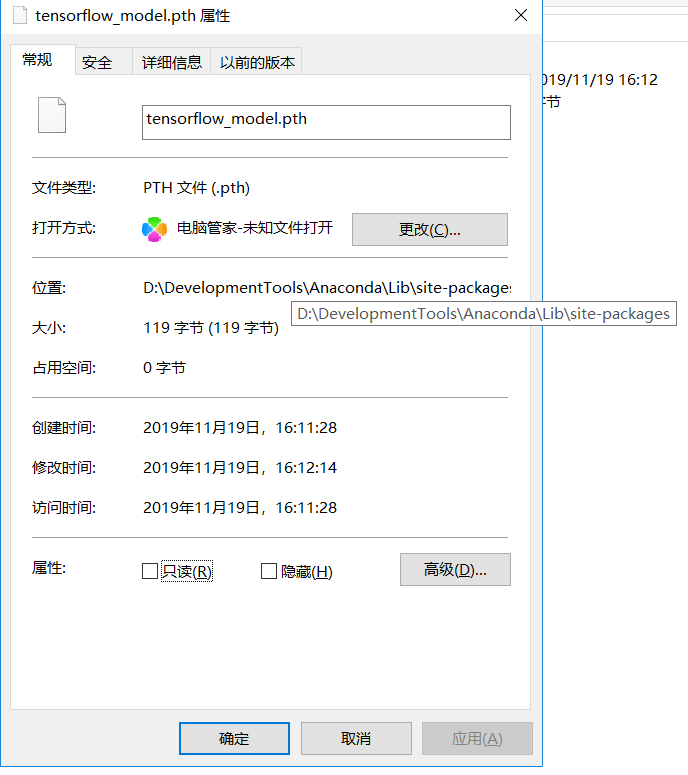 tensorflow_model.pth 属性
常规
安全
详细信息
以前的版本
tensorflow_model.pth
文件类型:
PTH 文件 (.pth)
打开方式:
电脑管家-未知文件打开
更改(C)...
位置:
D:\DevelopmentTools\Anaconda\Lib\site-packages
D:\DevelopmentTools\Anaconda\Lib\site-packages
大小:
119 字节 (119 字节)
占用空间:
0 字节
创建时间:
2019年11月19日，16:11:28
修改时间:
2019年11月19日，16:12:14
访问时间:
2019年11月19日，16:11:28
属性:
只读(R)
隐藏(H)
高级(D)...
确定
取消
应用(A)
019/11/19 16:12
字节